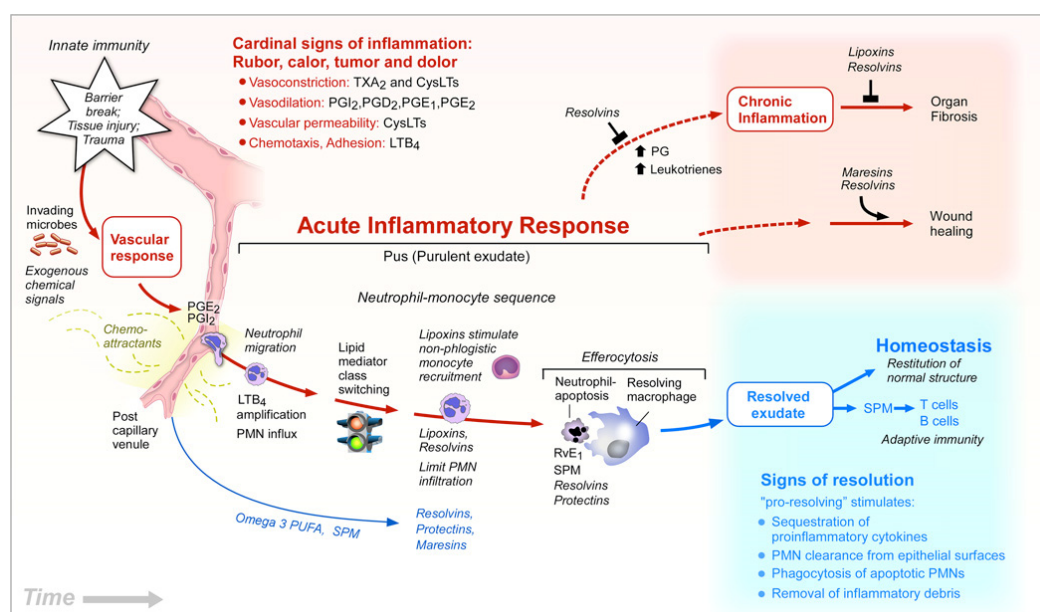 Innate immunity
Barrier
break;
Tissue injury;
Trauma
Cardinal signs of inflammation:
Rubor, calor, tumor and dolor
• Vasoconstriction: TXA₂ and CysLTs
• Vasodilation: PGI₂,PGD₂,PGE₁,PGE₂
• Vascular permeability: CysLTs
• Chemotaxis, Adhesion: LTB₄
Resolvins
PG
Leukotrienes
Chronic
Inflammation
Lipoxins
Resolvins
Organ
Fibrosis
Maresins
Resolvins
Wound
healing
Invading
microbes
Exogenous
chemical
signals
Vascular
response
Acute Inflammatory Response
Pus (Purulent exudate)
Neutrophil-monocyte sequence
PGE₂
PGI₂
Chemo-
attractants
Post
capillary
venule
Neutrophil
migration
LTB₄
amplification
PMN influx
Lipid
mediator
class
switching
Lipoxins stimulate
non-phlogistic
monocyte
recruitment
Lipoxins,
Resolvins
Limit PMN
infiltration
Efferocytosis
Neutrophil-
apoptosis
Resolving
macrophage
RvE₁
SPM
Resolvins
Protectins
Omega 3 PUFA, SPM
Resolvins,
Protectins,
Maresins
Resolved
exudate
Homeostasis
Restitution of
normal structure
SPM
T cells
B cells
Adaptive immunity
Signs of resolution
"pro-resolving" stimulates:
• Sequestration of
proinflammatory cytokines
• PMN clearance from epithelial surfaces
• Phagocytosis of apoptotic PMNs
• Removal of inflammatory debris
Time